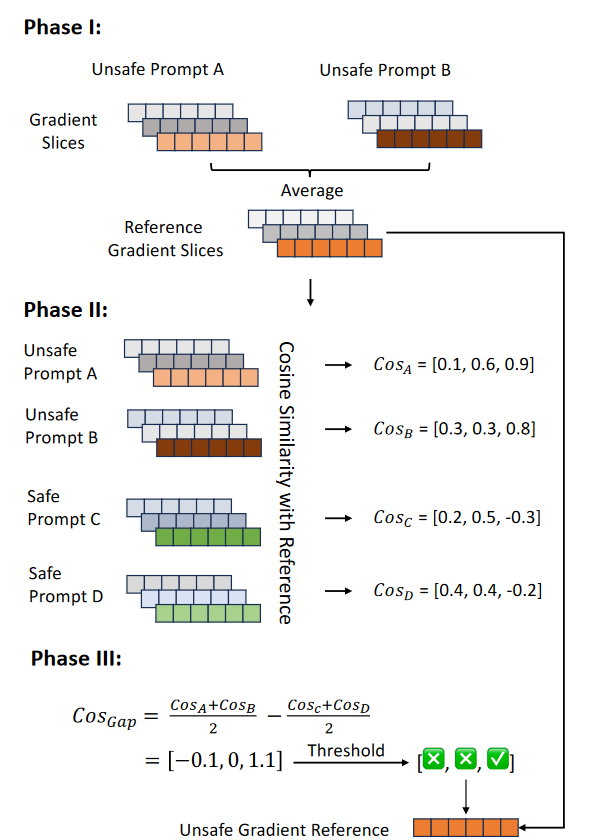 Phase I:
Unsafe Prompt A
Unsafe Prompt B
Gradient
Slices
Average
Reference
Gradient Slices
Phase II:
Unsafe
Prompt A
Cos_A = [0.1, 0.6, 0.9]
Unsafe
Prompt B
Cos_B = [0.3, 0.3, 0.8]
Safe
Prompt C
Cos_C = [0.2, 0.5, -0.3]
Safe
Prompt D
Cos_D = [0.4, 0.4, -0.2]
Cosine Similarity with Reference
Phase III:
Cos_Gap = (Cos_A+Cos_B)/2 − (Cos_C+Cos_D)/2
= [−0.1, 0, 1.1] Threshold [❎, ❎, ✅]
Unsafe Gradient Reference